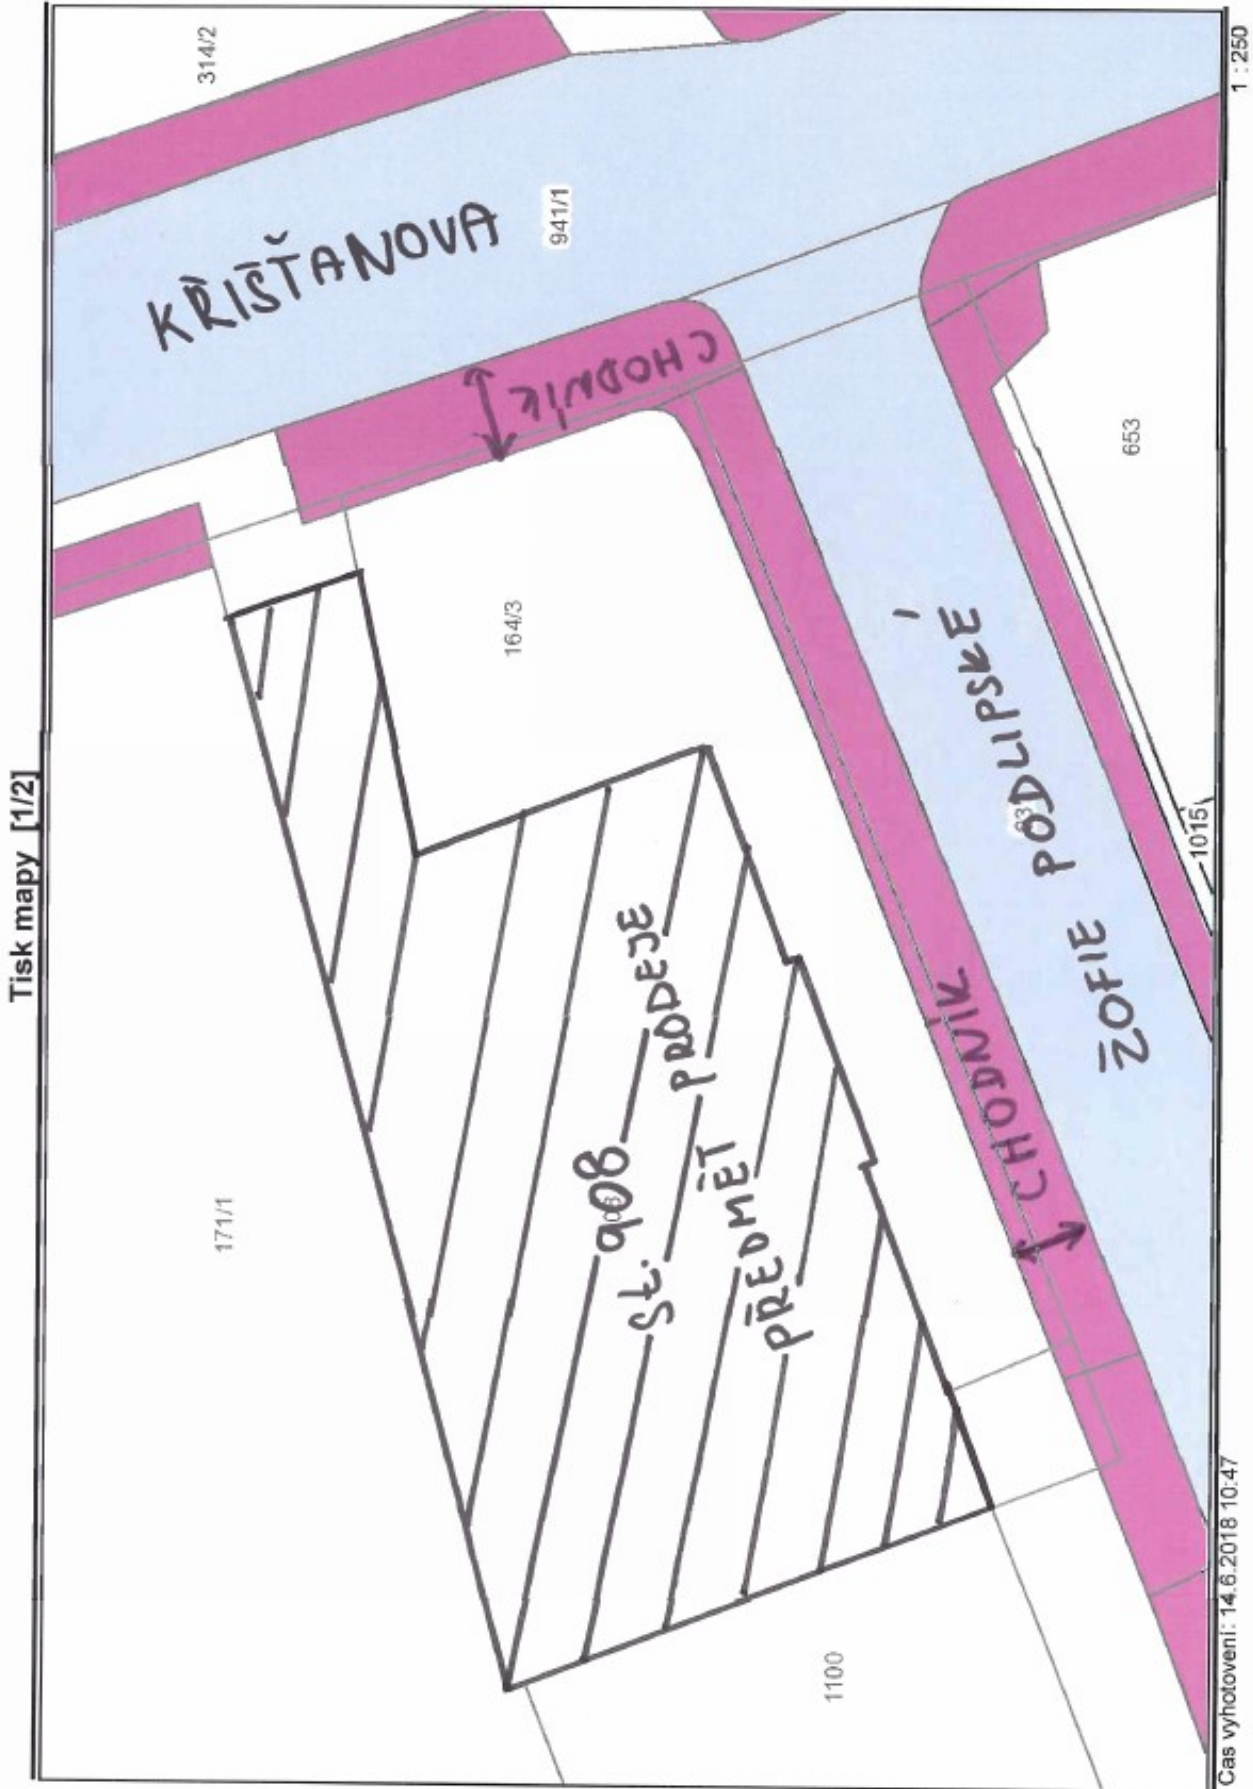 Tisk mapy [1/2]
314/2
KŘIŠŤANOVA
941/1
CHODNÍK
164/3
171/1
St. 908
PŘEDMĚT PRODEJE
CHODNÍK
ŽOFIE PODLIPSKÉ
653
1015
1100
Čas vyhotovení: 14.6.2018 10:47
1 : 250